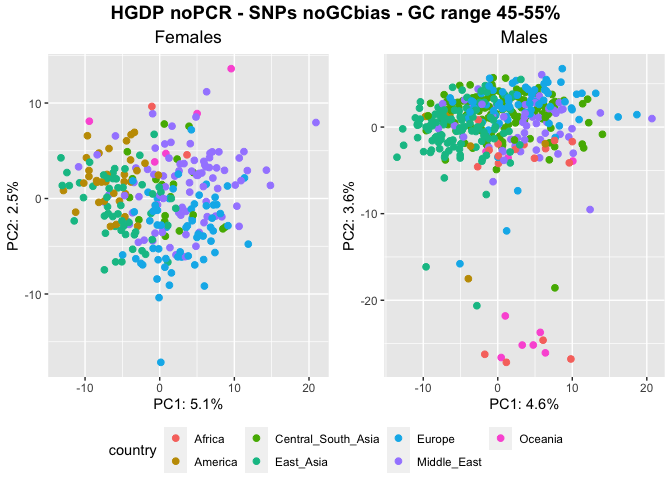 HGDP noPCR - SNPs noGCbias - GC range 45-55%
Females
Males
PC2: 2.5%
10
0
-10
-10
0
10
20
PC1: 5.1%
PC2: 3.6%
0
-10
-20
-10
0
10
20
PC1: 4.6%
country
Africa
America
Central_South_Asia
East_Asia
Europe
Middle_East
Oceania